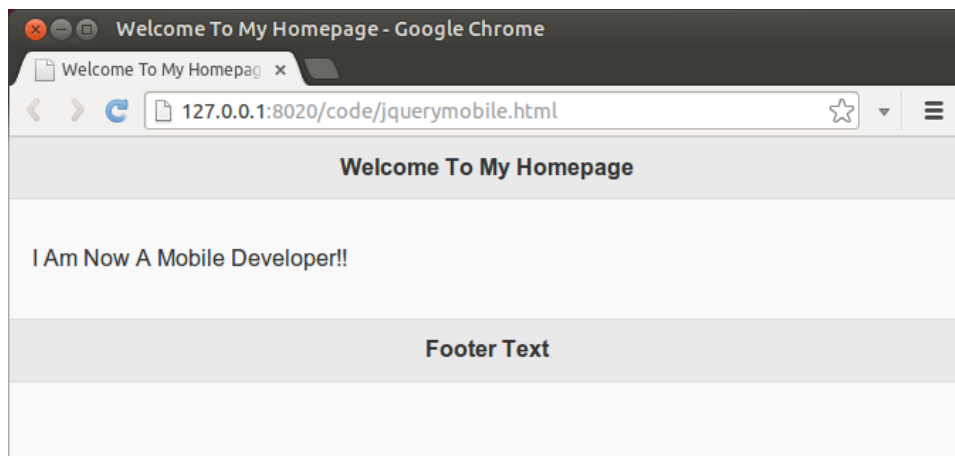 Welcome To My Homepage - Google Chrome
Welcome To My Homepag
127.0.0.1:8020/code/jquerymobile.html
Welcome To My Homepage
I Am Now A Mobile Developer!!
Footer Text